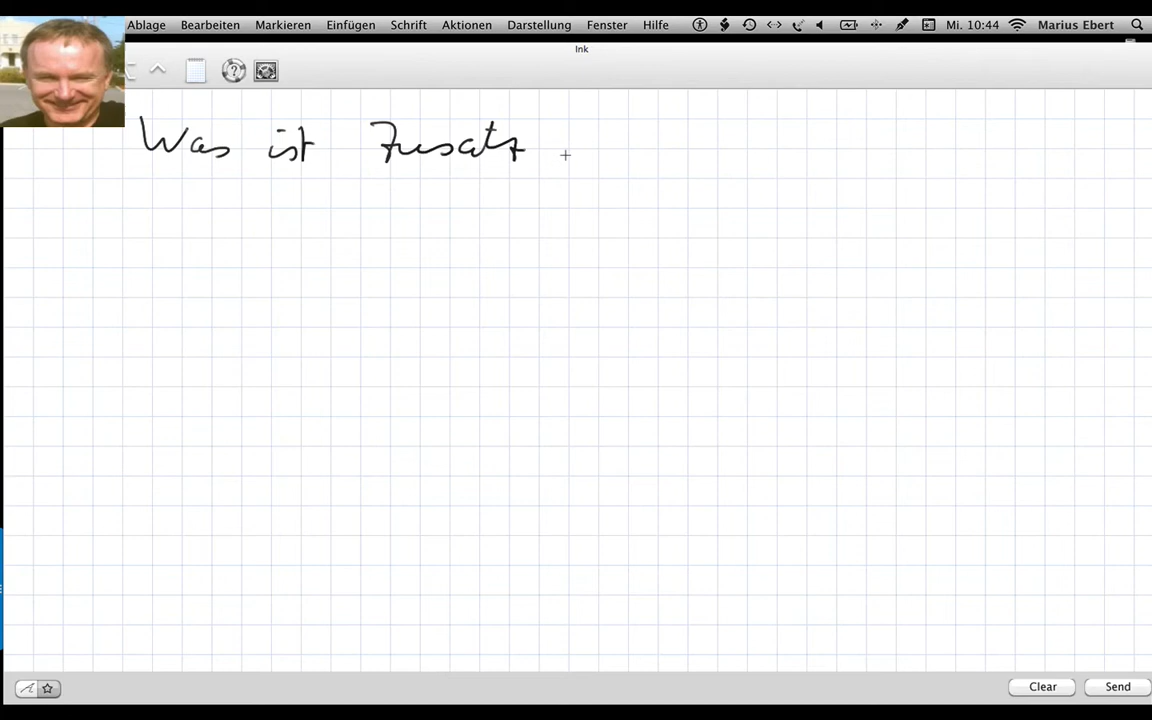 Ablage Bearbeiten Markieren Einfügen Schrift Aktionen Darstellung Fenster Hilfe Mi. 10:44 Marius Ebert
Ink
Was ist Zusatz
Clear Send